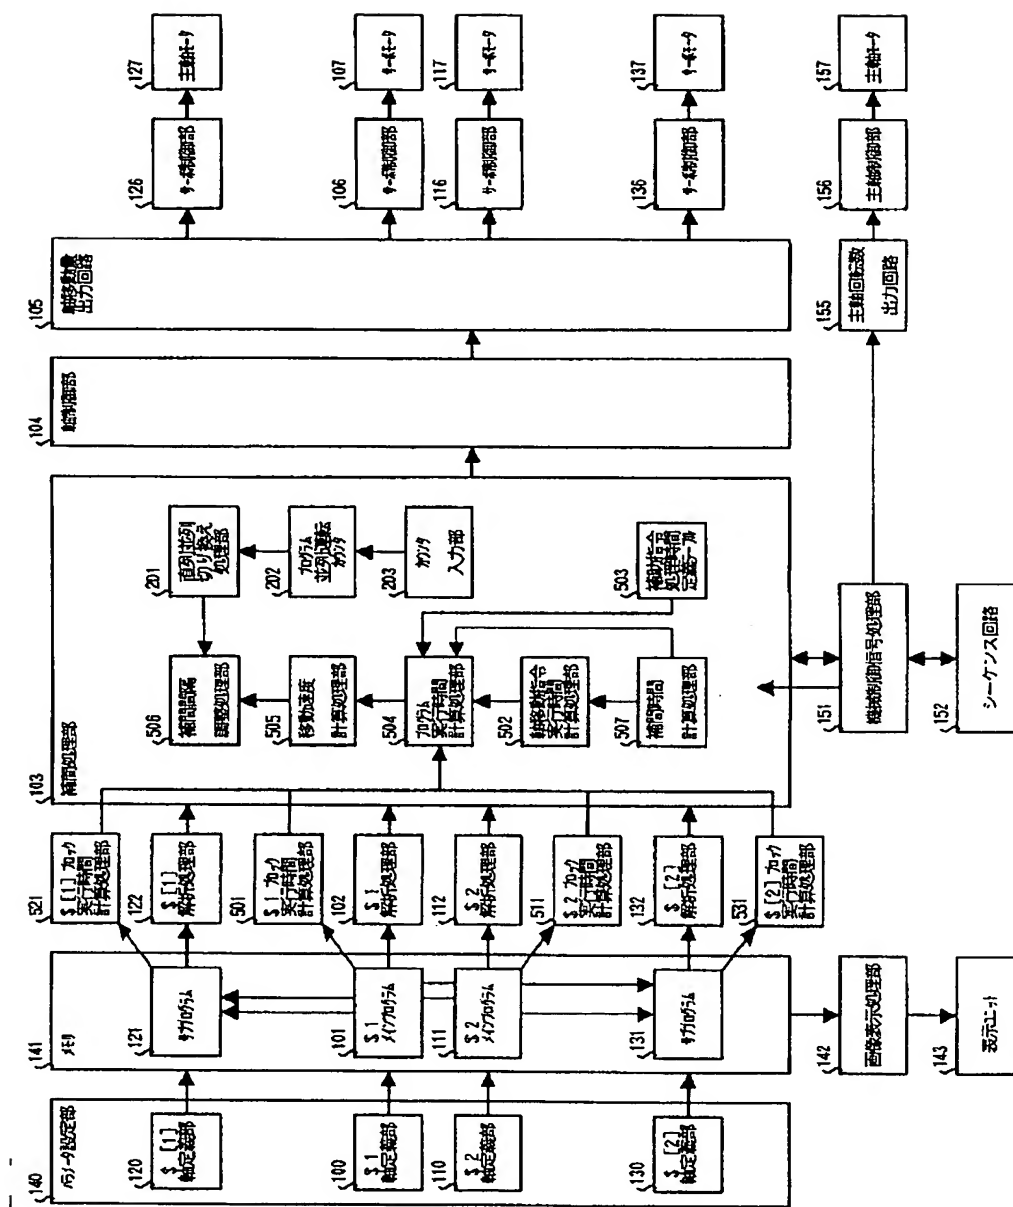 140
パラメータ設定部
120
$ [1]
軸定義部
100
$ 1
軸定義部
110
$ 2
軸定義部
130
$ [2]
軸定義部
141
メモリ
121
サブプログラム
101
$ 1
メインプログラム
111
$ 2
メインプログラム
131
サブプログラム
142
画像表示処理部
143
表示ユニット
521
$ [1] ブロック
実行時間
計算処理部
122
$ [1]
解析処理部
501
$ 1 ブロック
実行時間
計算処理部
102
$ 1
解析処理部
112
$ 2
解析処理部
511
$ 2 ブロック
実行時間
計算処理部
132
$ [2]
解析処理部
531
$ [2] ブロック
実行時間
計算処理部
103
補間処理部
506
補間間隔
調整処理部
505
移動速度
計算処理部
504
プログラム
実行時間
計算処理部
502
軸移動指令
実行時間
計算処理部
507
補間時間
計算処理部
201
直列並列
切り換え
処理部
202
プログラム
並列運転
カウンタ
203
カウンタ
入力部
503
補助指令
処理時間
定義テーブル
151
機械制御信号処理部
152
シーケンス回路
104
軸制御部
105
軸移動量
出力回路
155
主軸回転数
出力回路
126
サーボ制御部
127
主軸モータ
106
サーボ制御部
107
サーボモータ
116
サーボ制御部
117
サーボモータ
136
サーボ制御部
137
サーボモータ
156
主軸制御部
157
主軸モータ